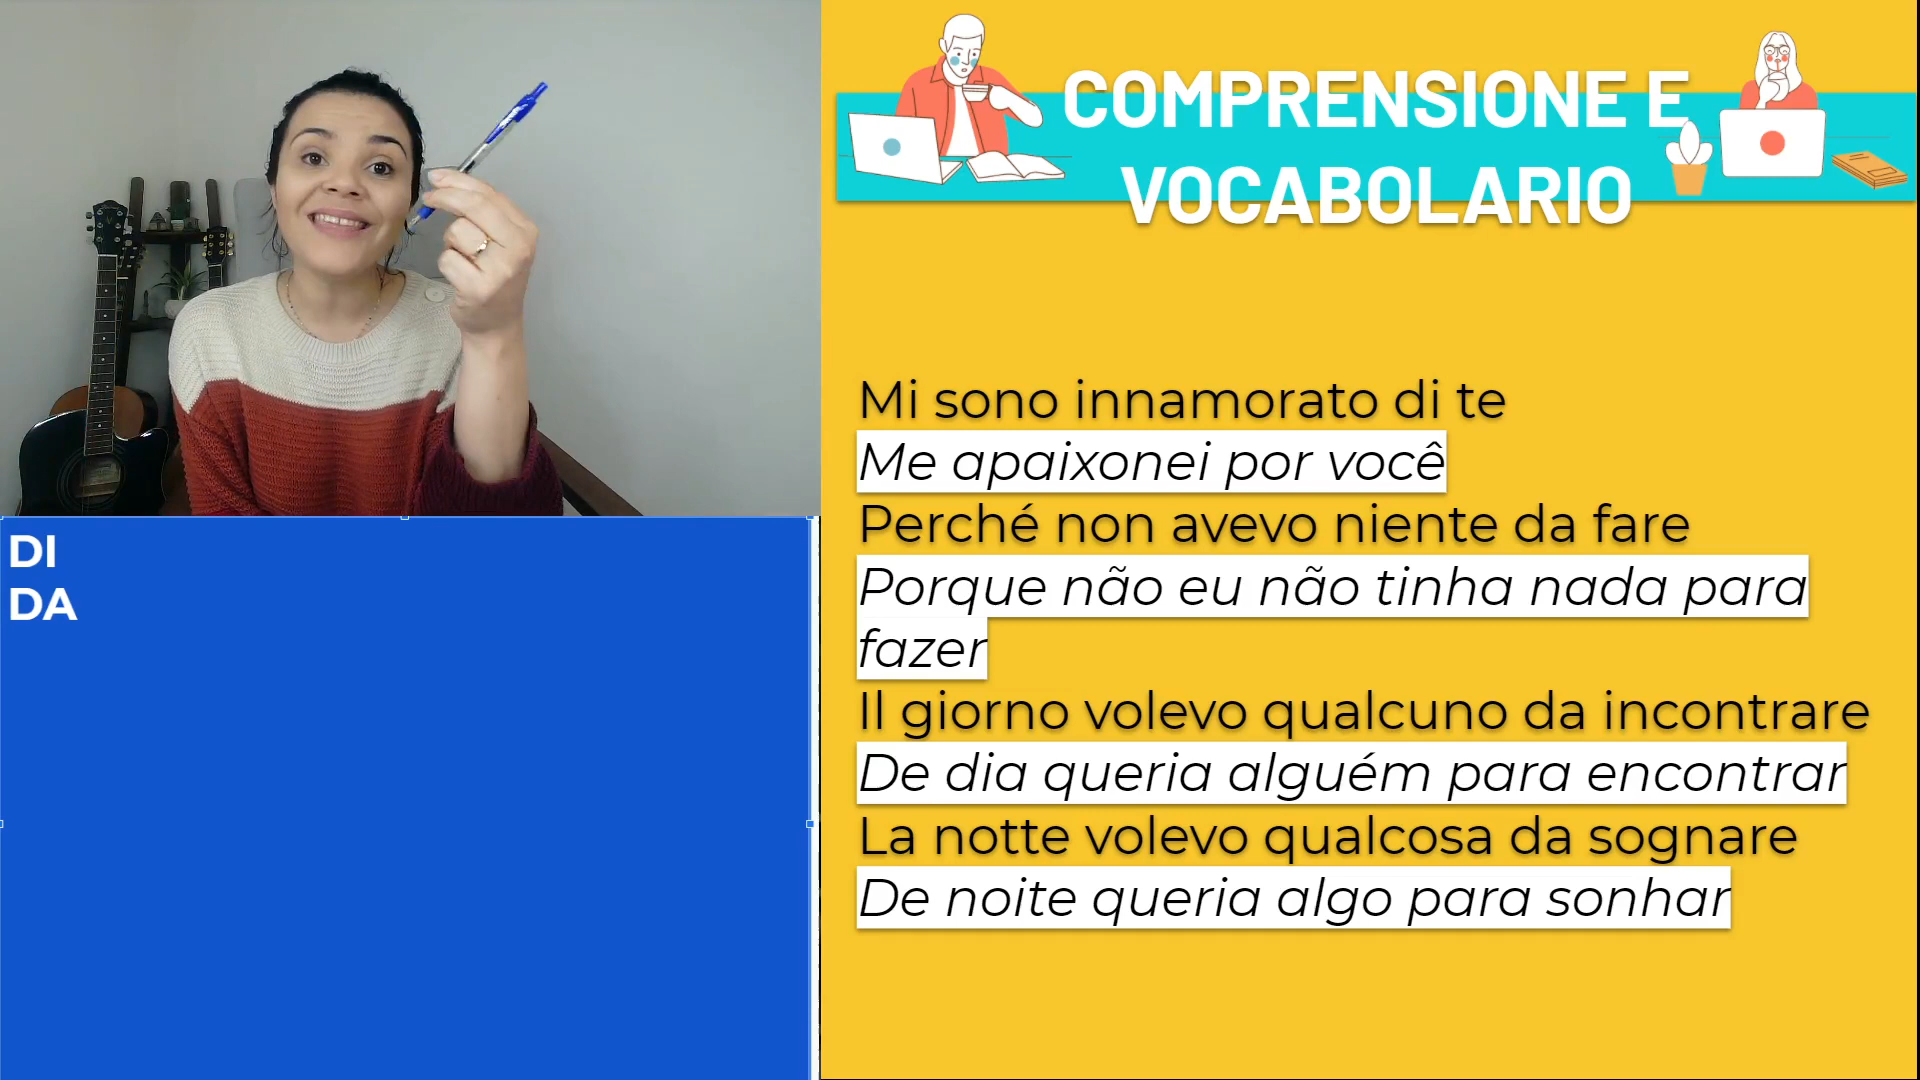 COMPRENSIONE E
VOCABOLARIO
Mi sono innamorato di te
Me apaixonei por você
Perché non avevo niente da fare
Porque não eu não tinha nada para
fazer
Il giorno volevo qualcuno da incontrare
De dia queria alguém para encontrar
La notte volevo qualcosa da sognare
De noite queria algo para sonhar
DI
DA